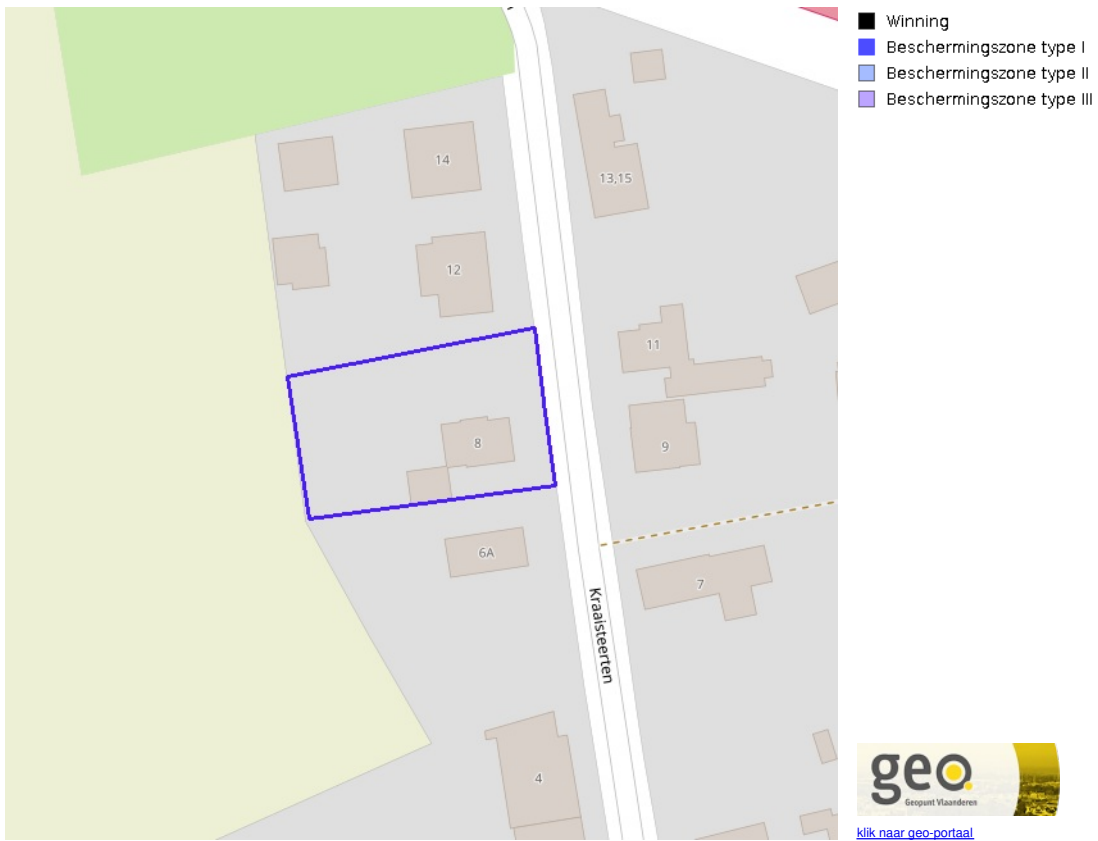 Winning
Beschermingszone type I
Beschermingszone type II
Beschermingszone type III
14
13,15
12
11
8
9
6A
7
Kraaisteerten
4
geo.
Geopunt Vlaanderen
klik naar geo-portaal